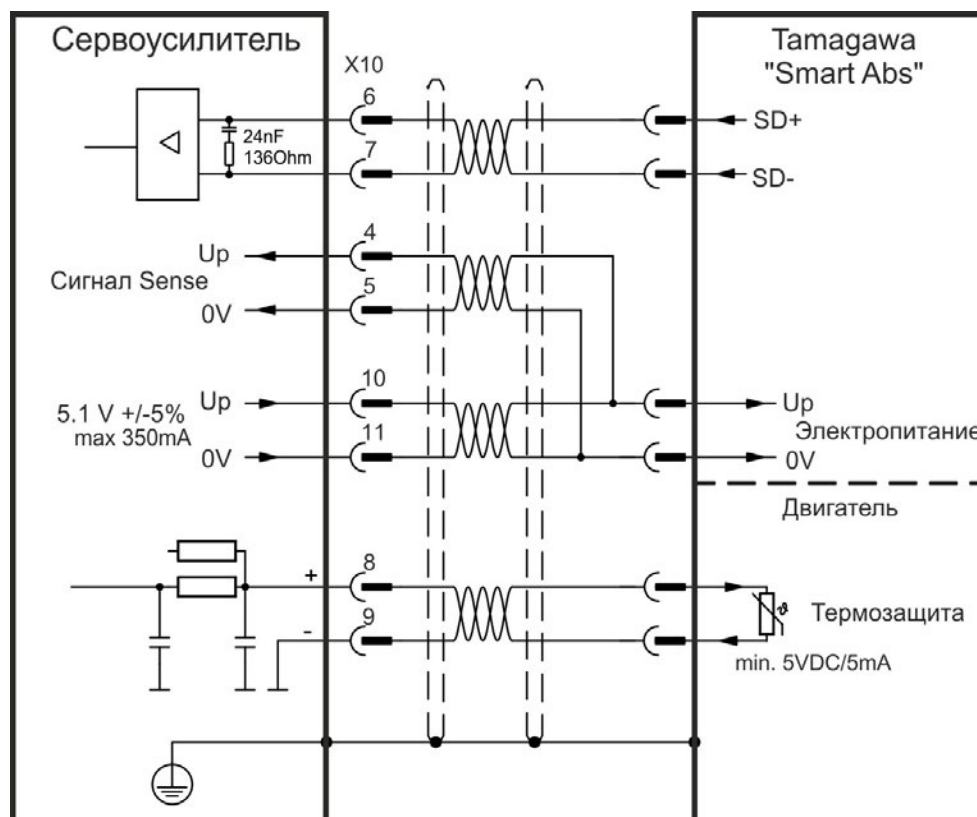 Сервоусилитель
X10
Tamagawa
"Smart Abs"
6
SD+
24nF
136Ohm
7
SD-
4
Up
Сигнал Sense
5
0V
10
Up
Up
5.1 V +/-5%
max 350mA
Электропитание
11
0V
0V
Двигатель
8
+
Термозащита
9
-
min. 5VDC/5mA